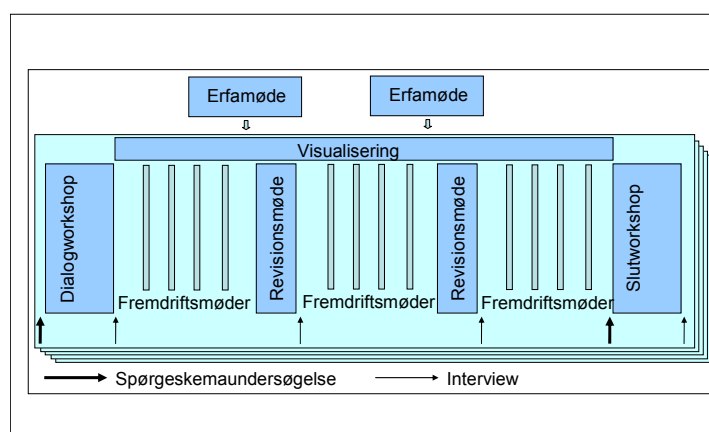 Erfamøde
Erfamøde
Visualisering
Dialogworkshop
Revisionsmøde
Revisionsmøde
Slutworkshop
Fremdriftsmøder
Fremdriftsmøder
Fremdriftsmøder
Spørgeskemaundersøgelse
Interview